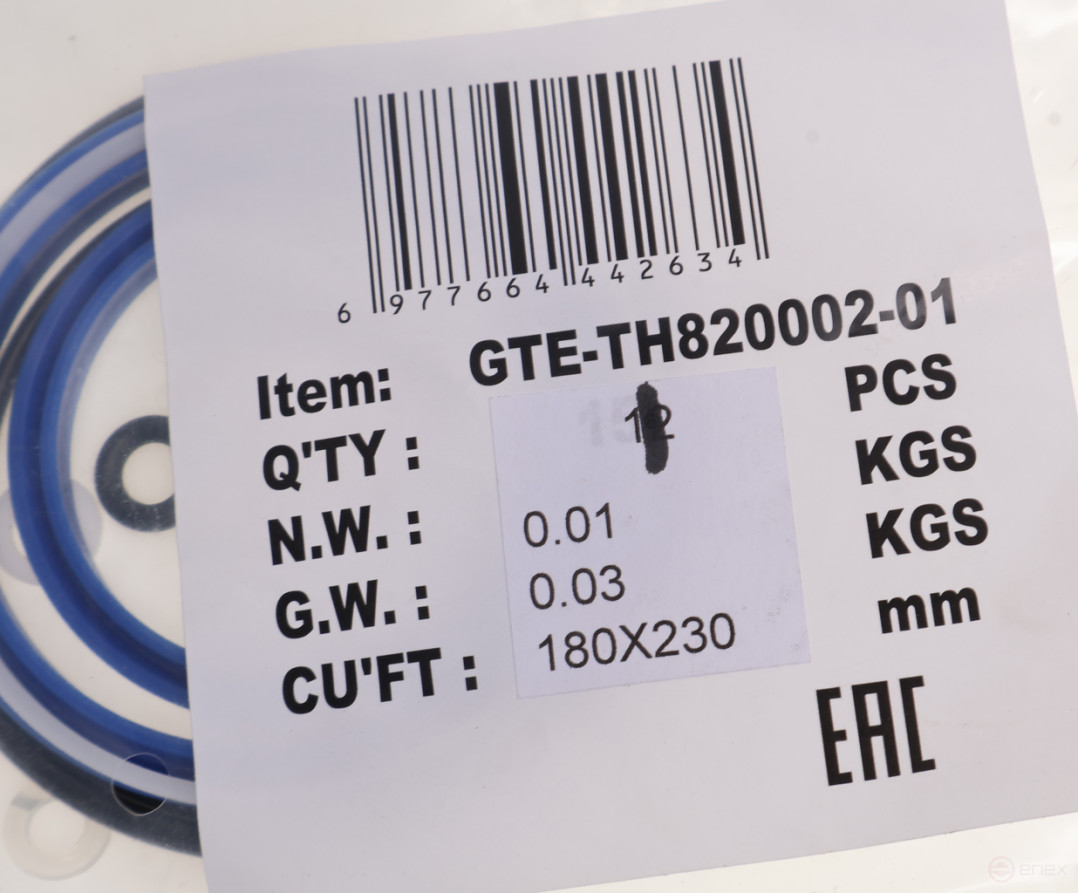 6 977664 442634
Item: GTE-TH820002-01
Q'TY : PCS
N.W. : 0.01 KGS
G.W. : 0.03 KGS
CU'FT : 180X230 mm
EAC